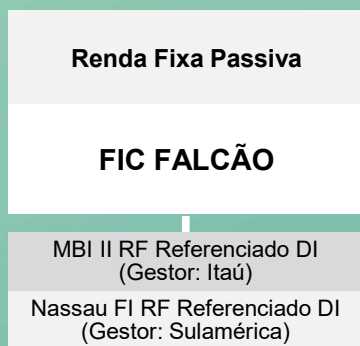 Renda Fixa Passiva
FIC FALCÃO
MBI II RF Referenciado DI
(Gestor: Itaú)
Nassau FI RF Referenciado DI
(Gestor: Sulamérica)